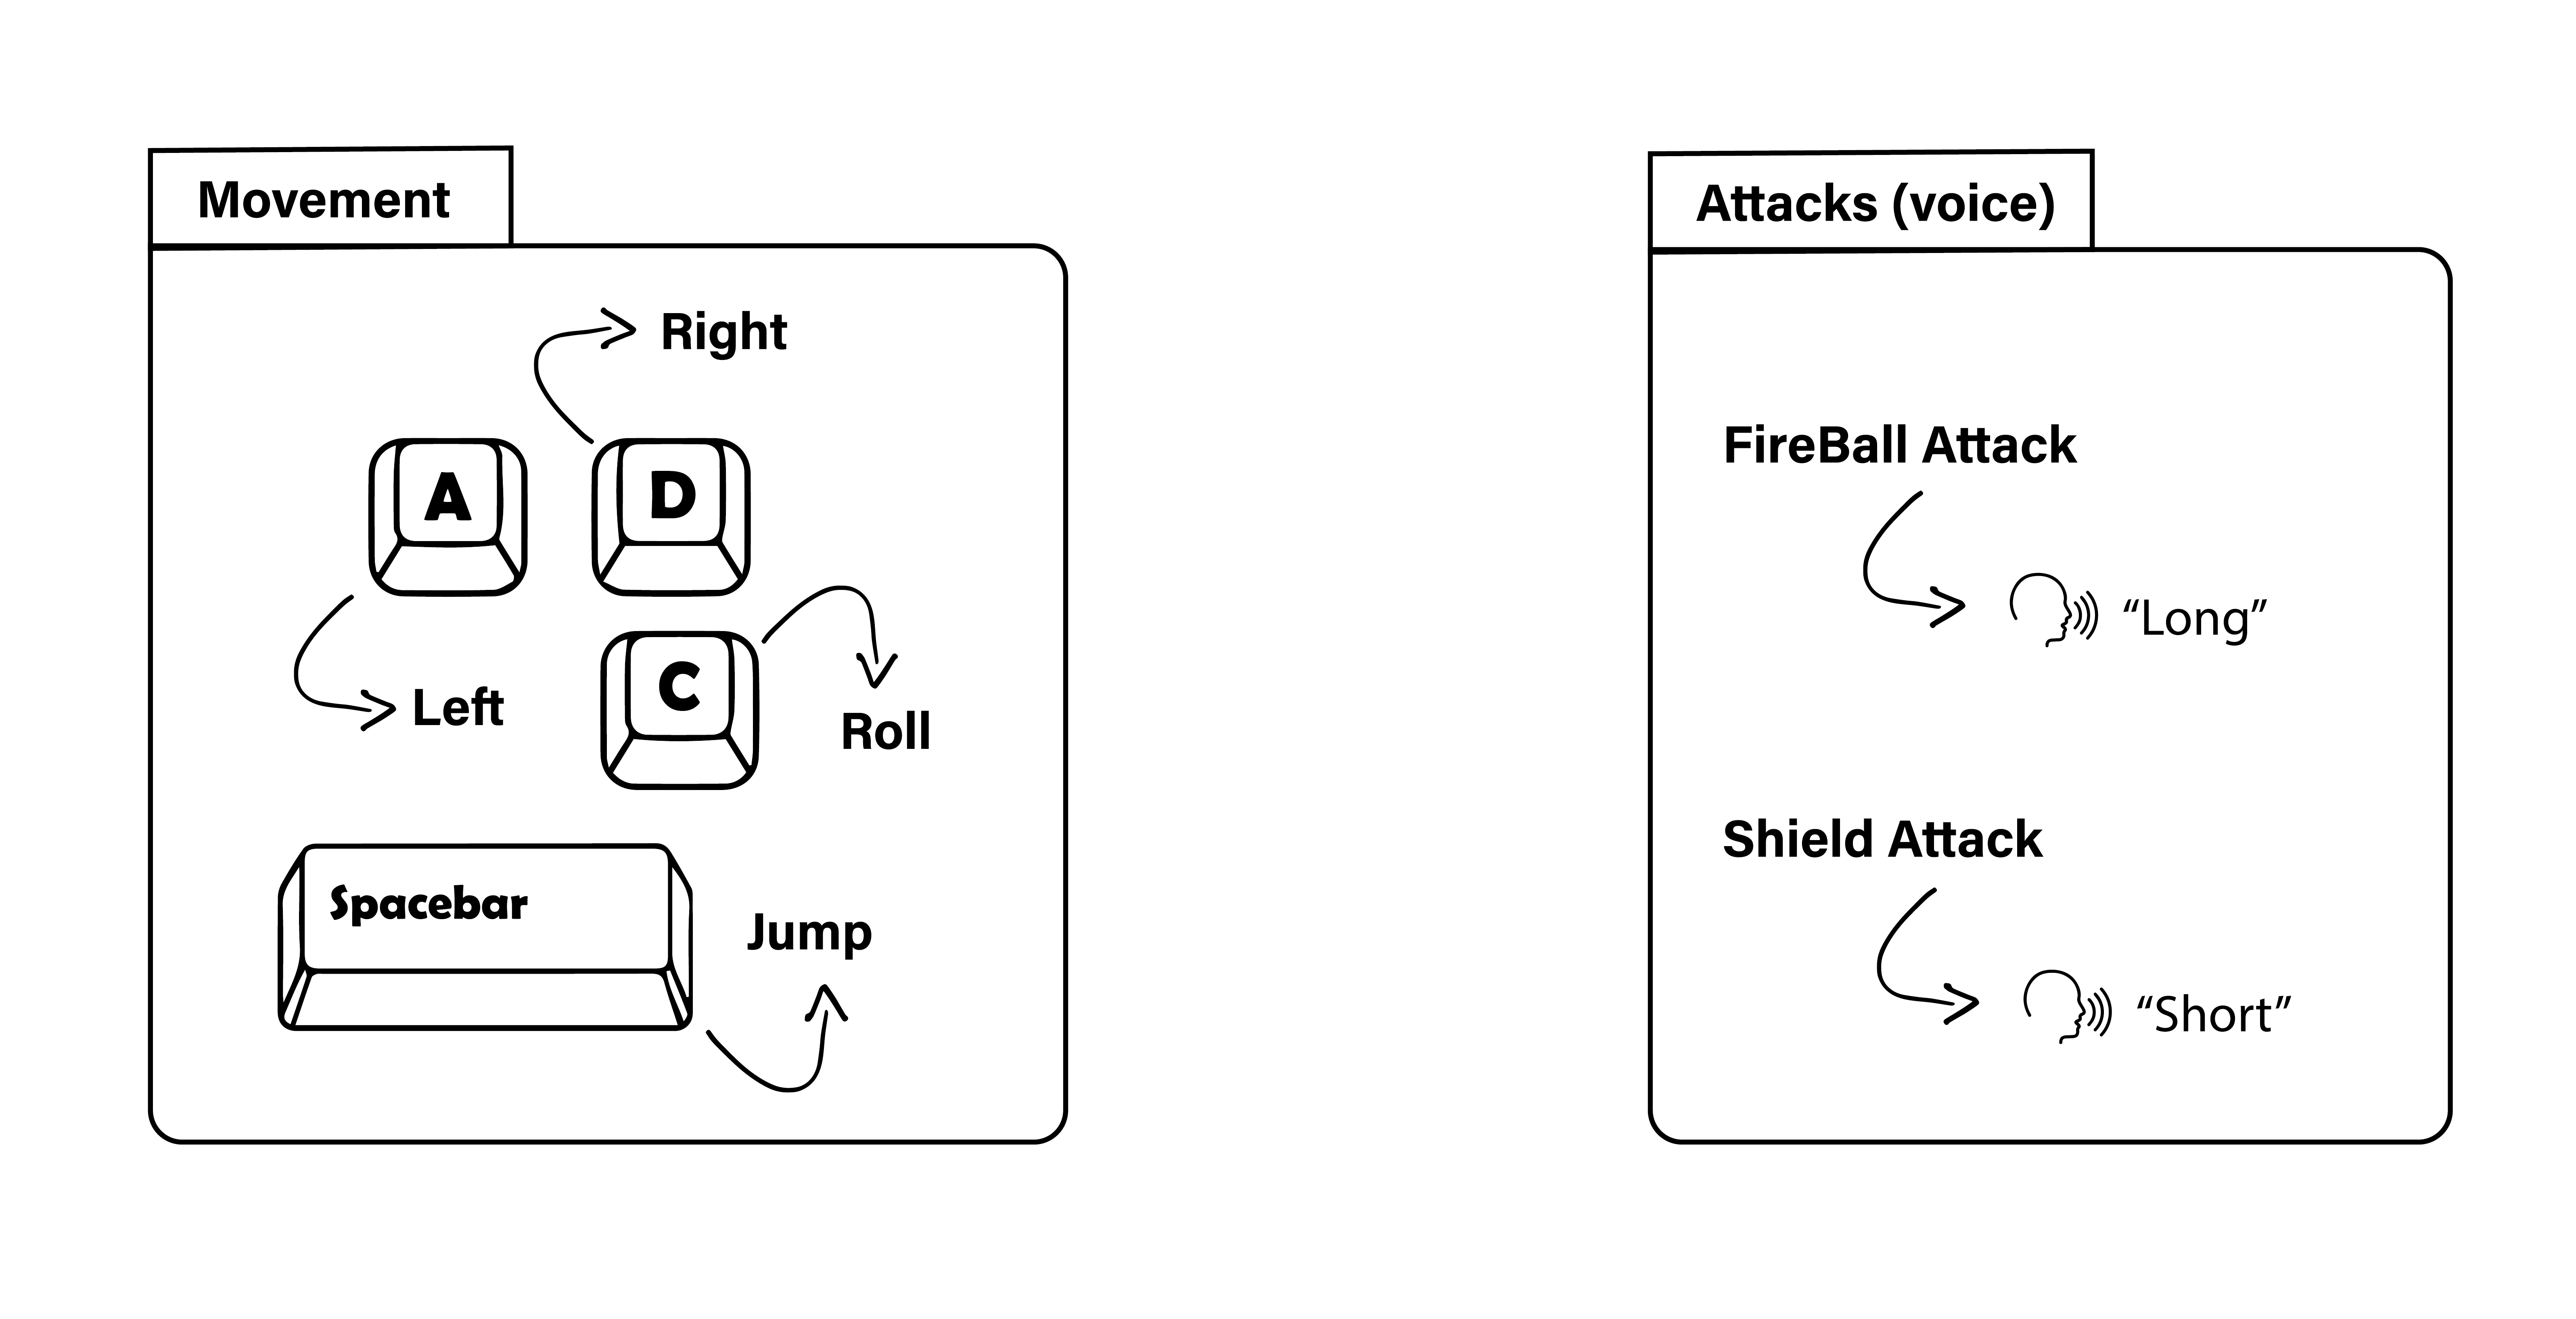 Movement
Right
A
D
C
Left
Roll
Spacebar
Jump
Attacks (voice)
FireBall Attack
“Long”
Shield Attack
“Short”